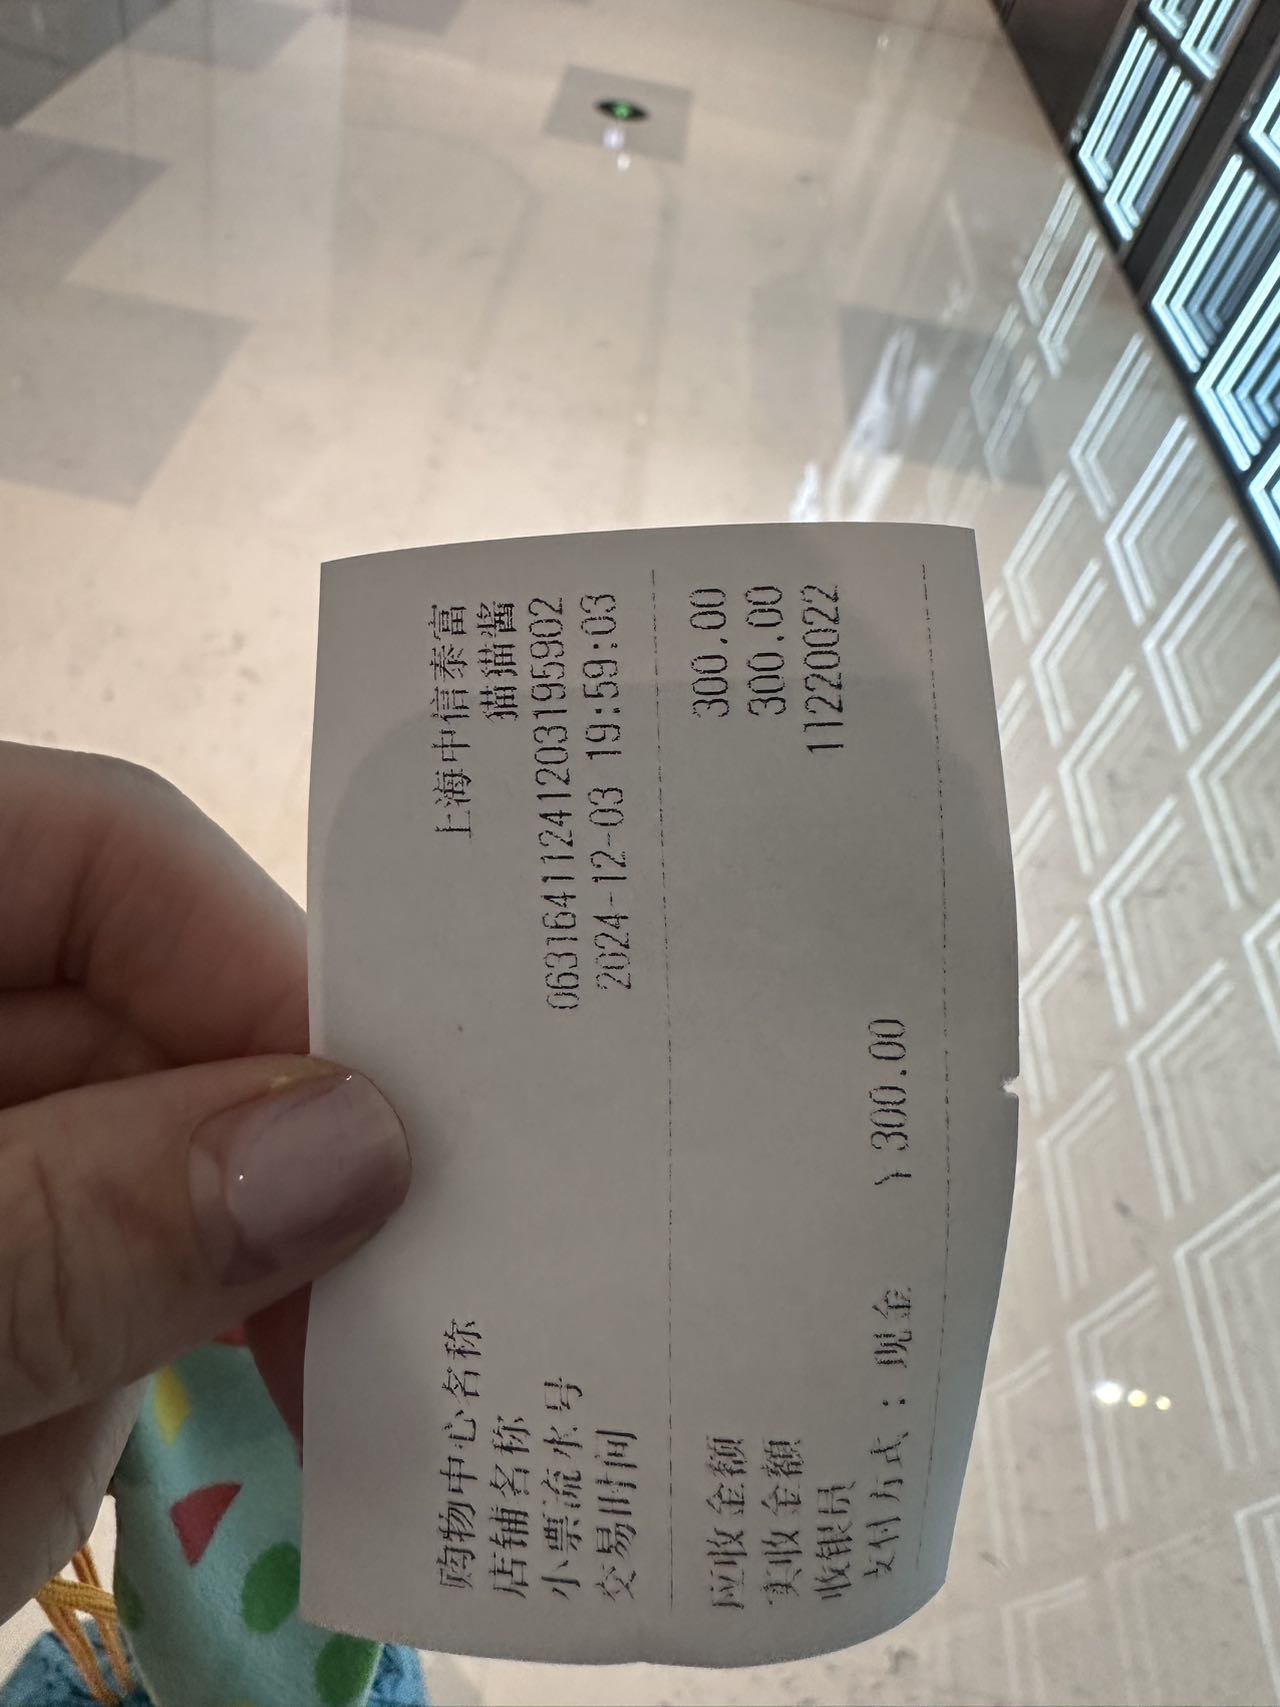 购物中心名称 上海中信泰富
店铺名称 猫猫酱
小票流水号 06316411241203195902
交易时间 2024-12-03 19:59:03
应收金额 300.00
实收金额 300.00
收银员 11220022
支付方式：现金 ¥300.00